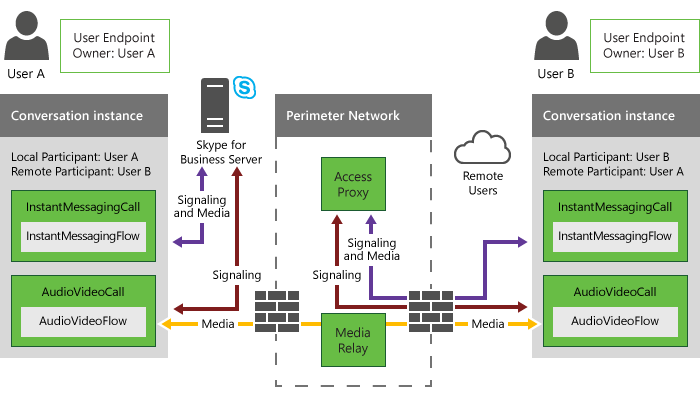 User A
User Endpoint
Owner: User A
Conversation instance
Local Participant: User A
Remote Participant: User B
InstantMessagingCall
InstantMessagingFlow
AudioVideoCall
AudioVideoFlow
S
Skype for
Business Server
Signaling
and Media
Signaling
Media
Perimeter Network
Access
Proxy
Signaling
and Media
Signaling
Media
Relay
Remote
Users
Media
User B
User Endpoint
Owner: User B
Conversation instance
Local Participant: User B
Remote Participant: User A
InstantMessagingCall
InstantMessagingFlow
AudioVideoCall
AudioVideoFlow